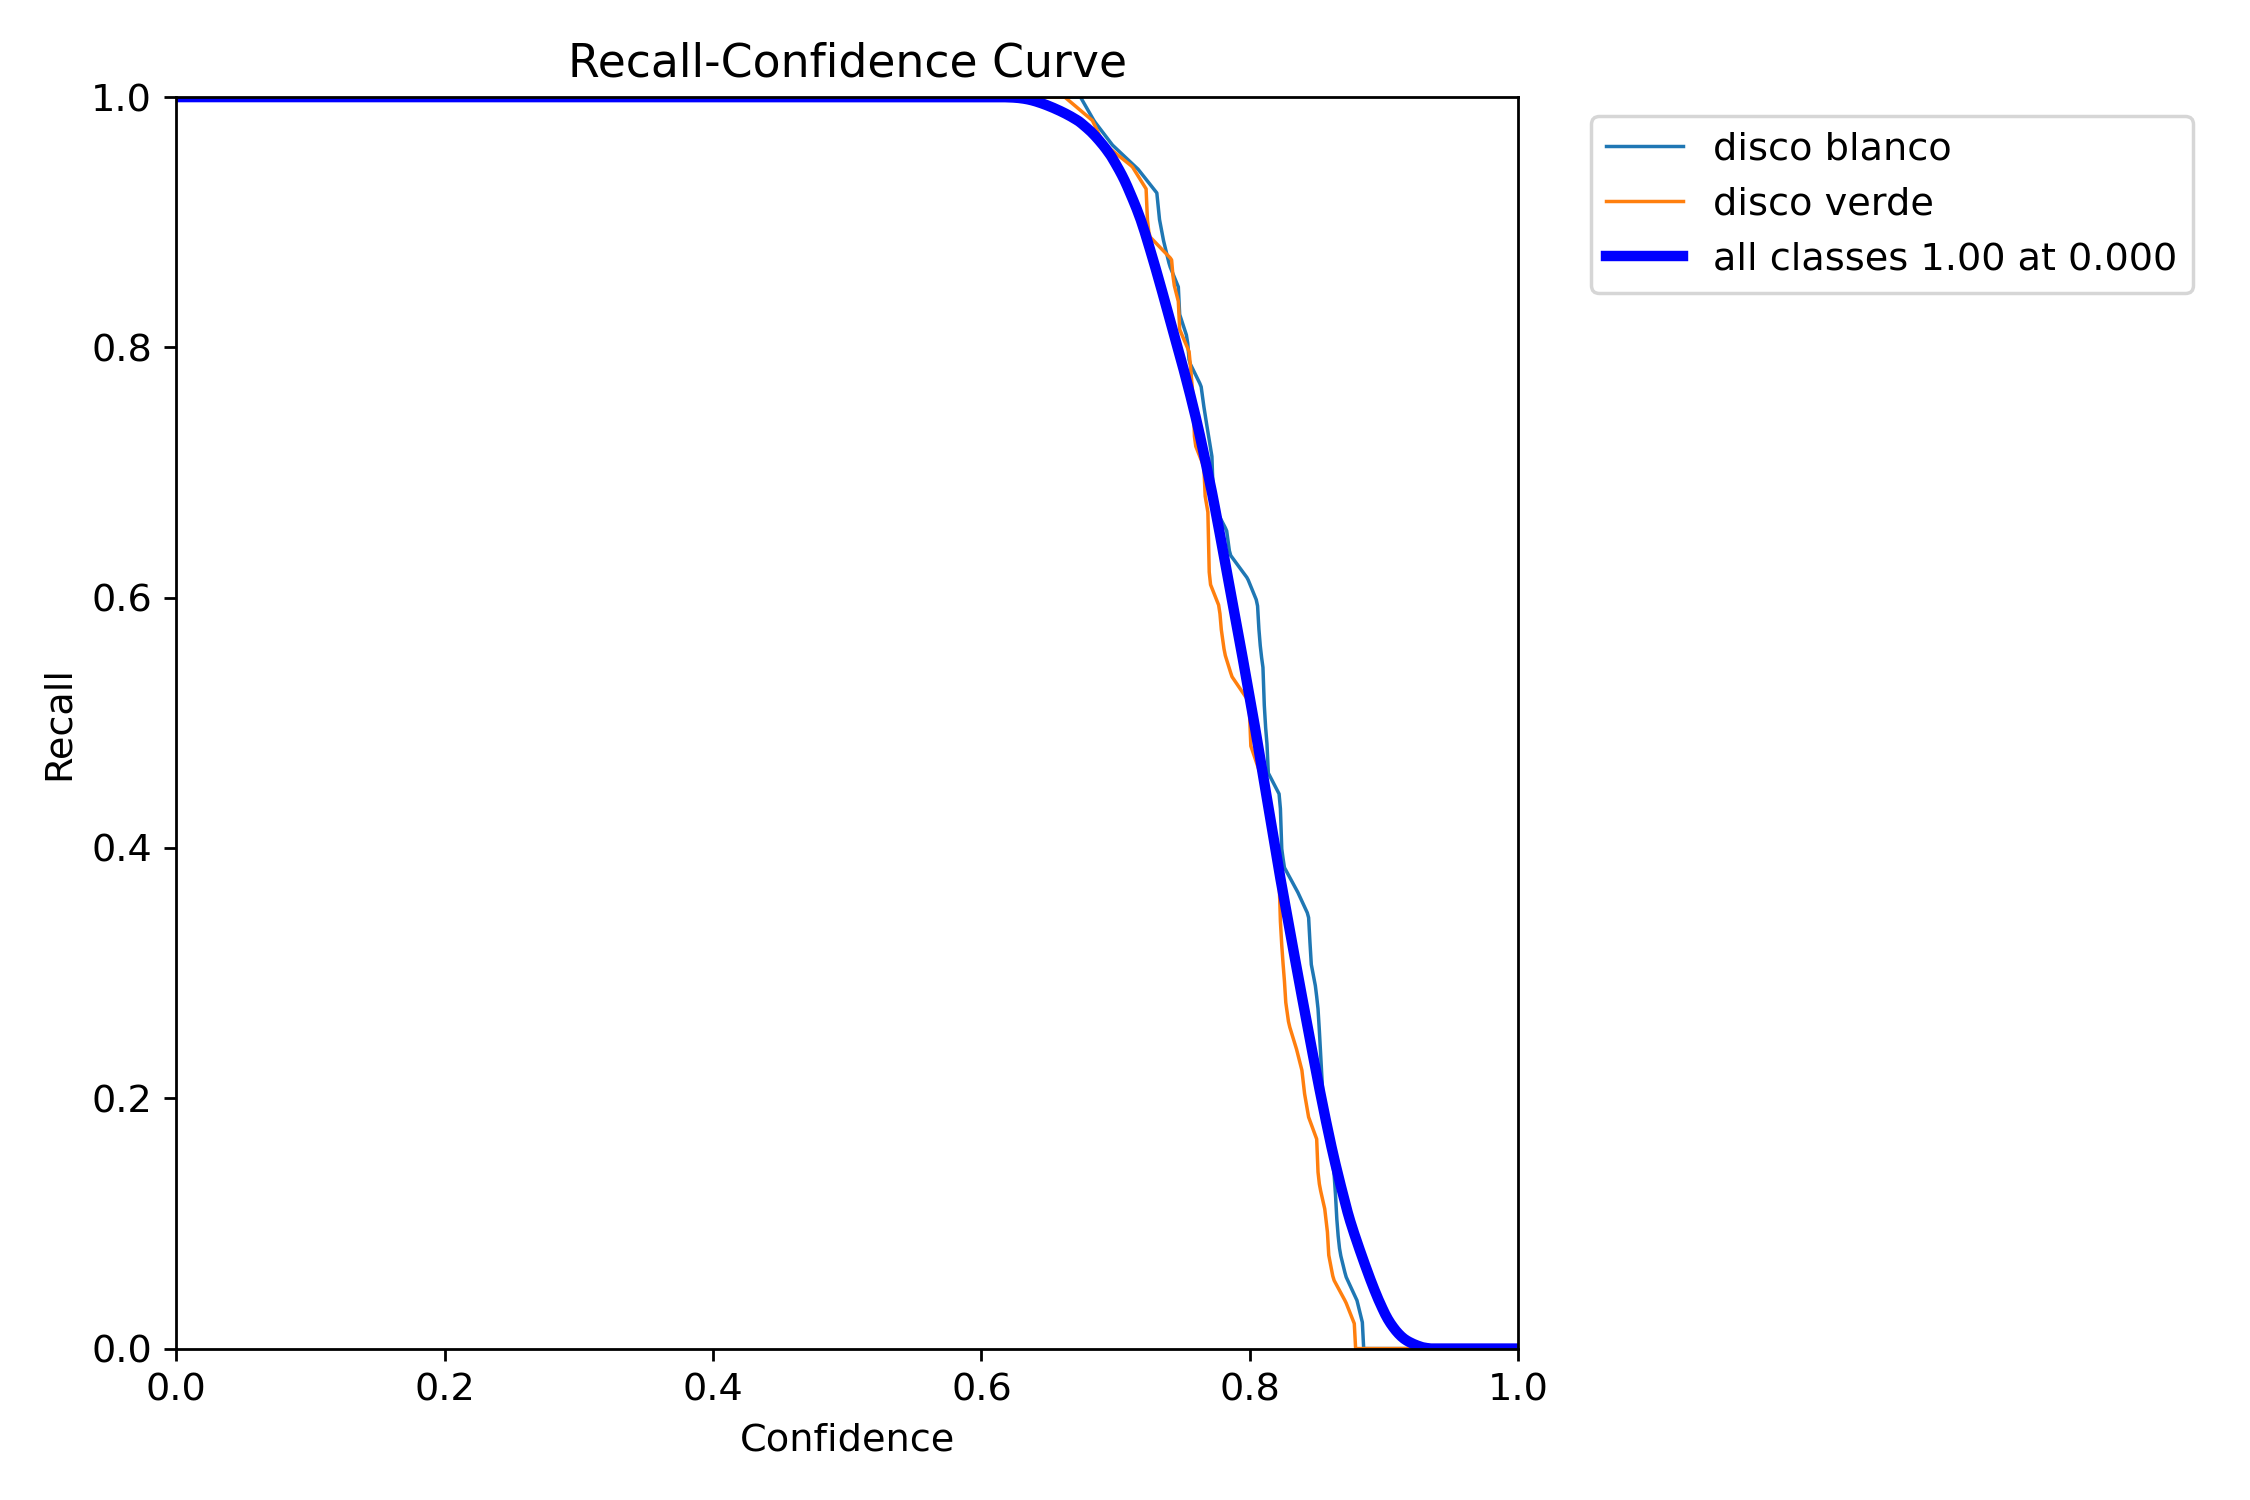 Recall-Confidence Curve
1.0
0.8
0.6
0.4
0.2
0.0
Recall
0.0 0.2 0.4 0.6 0.8 1.0
Confidence
disco blanco
disco verde
all classes 1.00 at 0.000